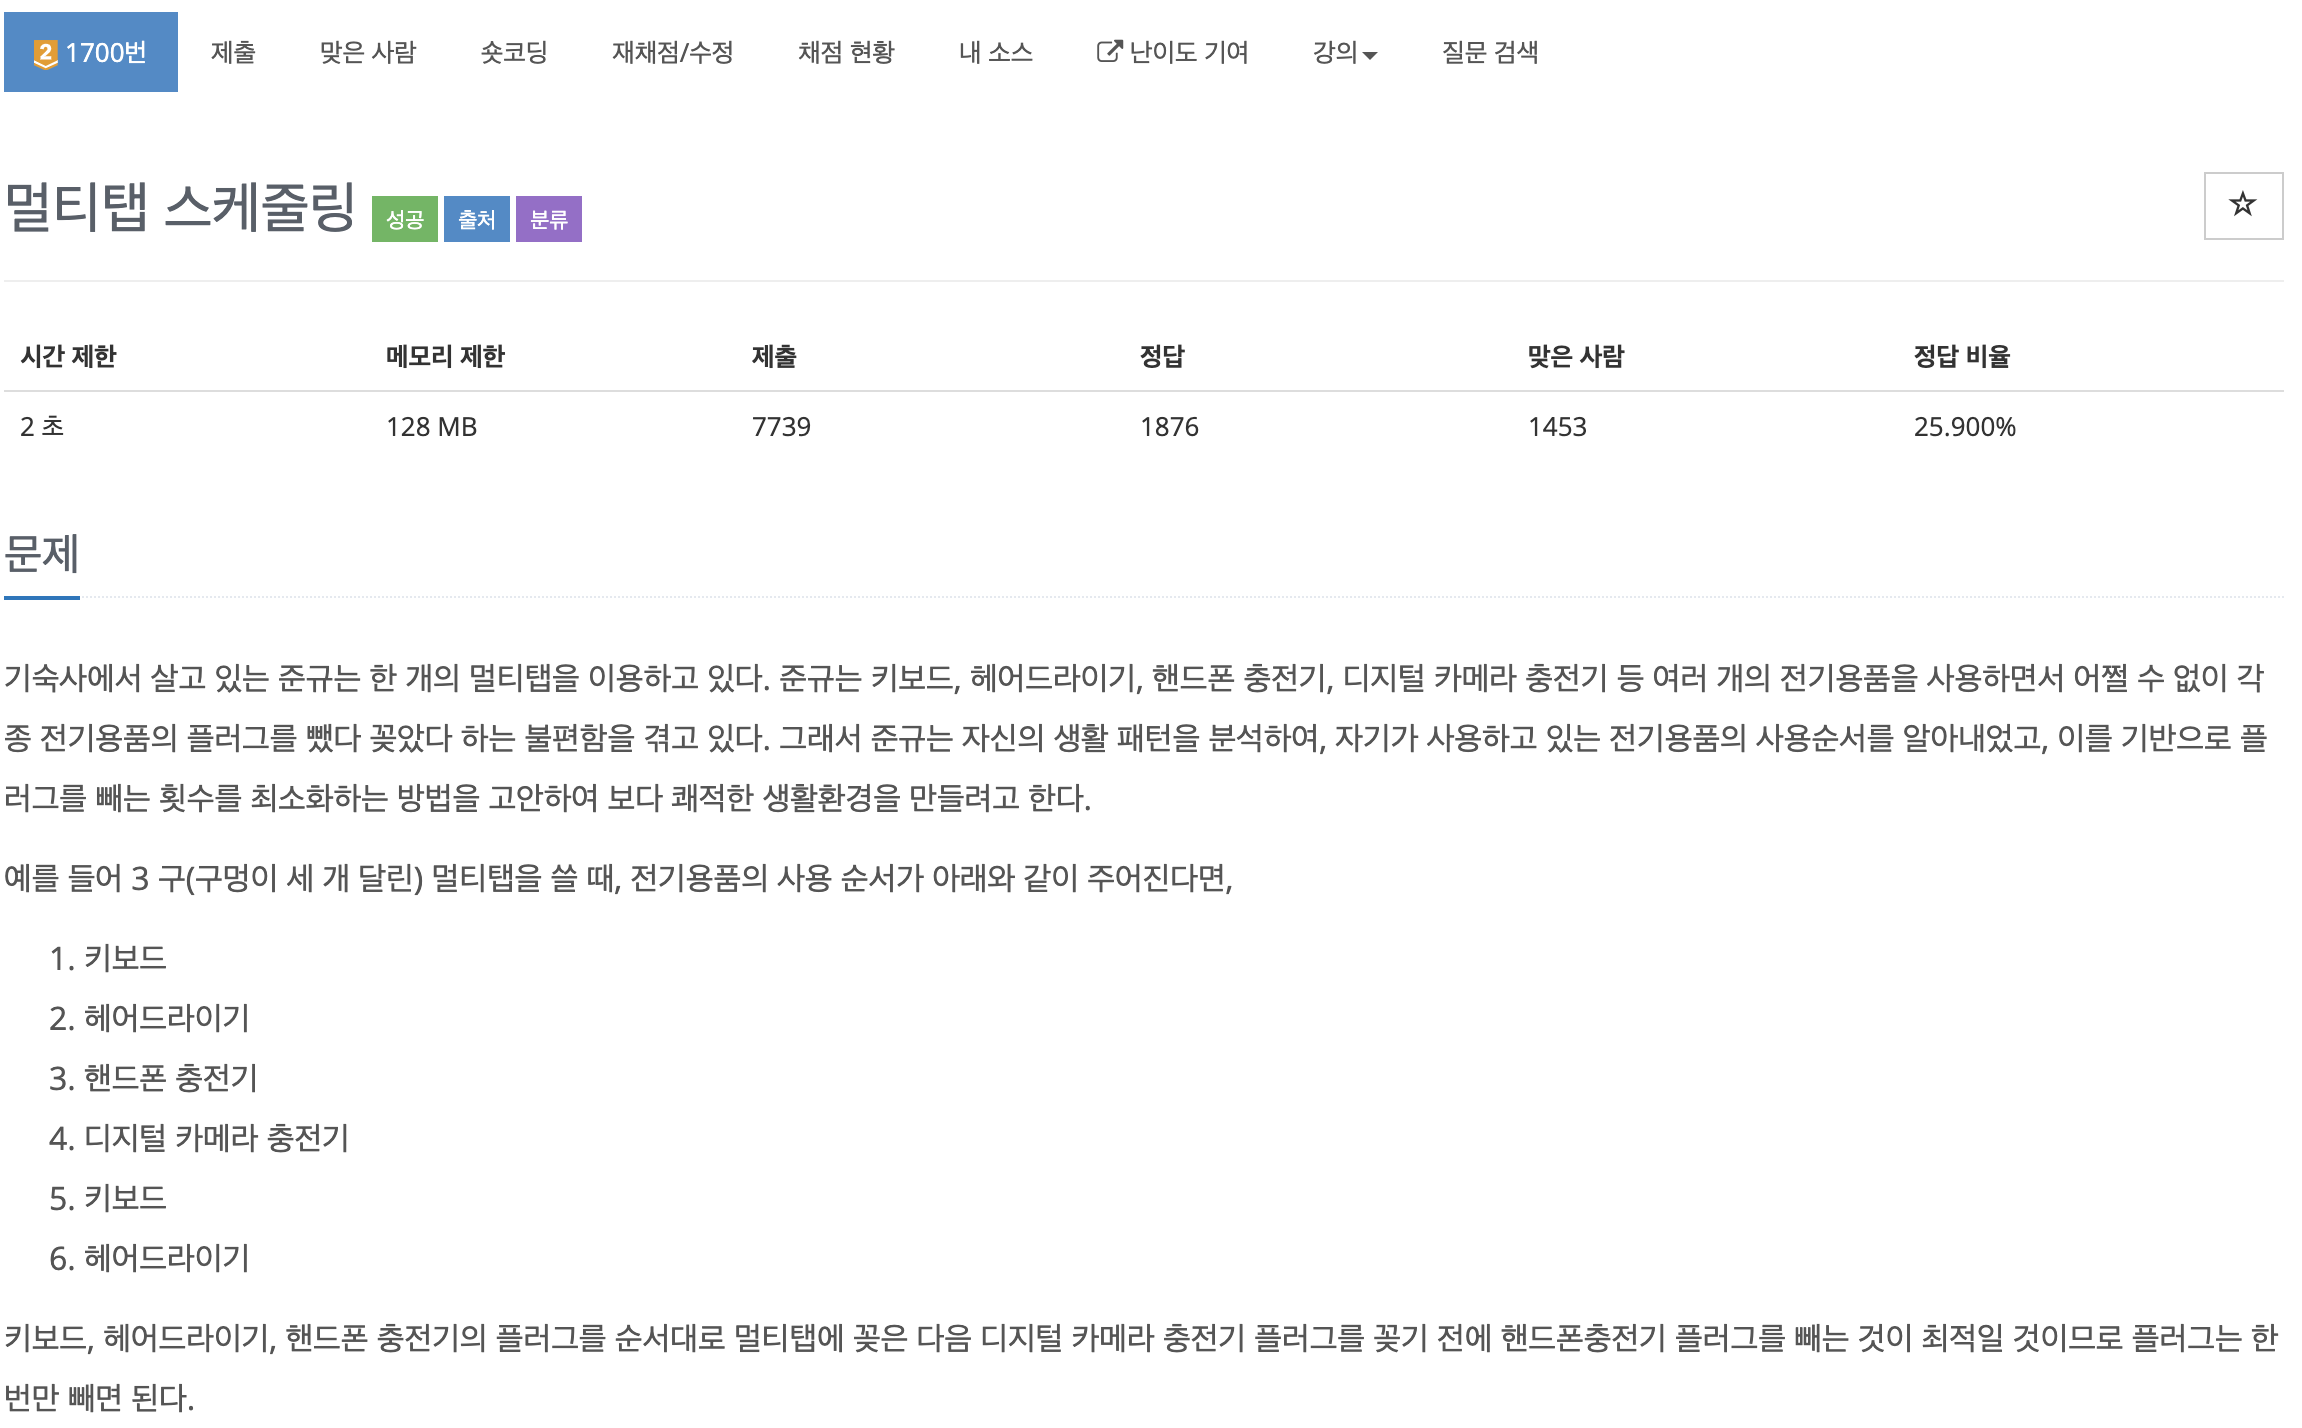 2 1700번 제출 맞은 사람 숏코딩 재채점/수정 채점 현황 내 소스 난이도 기여 강의 질문 검색
멀티탭 스케줄링 성공 출처 분류
시간 제한 메모리 제한 제출 정답 맞은 사람 정답 비율
2 초 128 MB 7739 1876 1453 25.900%
문제
기숙사에서 살고 있는 준규는 한 개의 멀티탭을 이용하고 있다. 준규는 키보드, 헤어드라이기, 핸드폰 충전기, 디지털 카메라 충전기 등 여러 개의 전기용품을 사용하면서 어쩔 수 없이 각
종 전기용품의 플러그를 뺐다 꽂았다 하는 불편함을 겪고 있다. 그래서 준규는 자신의 생활 패턴을 분석하여, 자기가 사용하고 있는 전기용품의 사용순서를 알아내었고, 이를 기반으로 플
러그를 빼는 횟수를 최소화하는 방법을 고안하여 보다 쾌적한 생활환경을 만들려고 한다.
예를 들어 3 구(구멍이 세 개 달린) 멀티탭을 쓸 때, 전기용품의 사용 순서가 아래와 같이 주어진다면,
1. 키보드
2. 헤어드라이기
3. 핸드폰 충전기
4. 디지털 카메라 충전기
5. 키보드
6. 헤어드라이기
키보드, 헤어드라이기, 핸드폰 충전기의 플러그를 순서대로 멀티탭에 꽂은 다음 디지털 카메라 충전기 플러그를 꽂기 전에 핸드폰충전기 플러그를 빼는 것이 최적일 것이므로 플러그는 한
번만 빼면 된다.